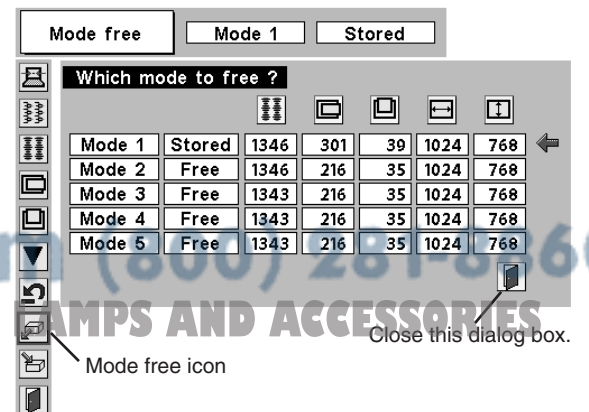 Mode free Mode 1 Stored
Which mode to free ?
Mode 1 Stored 1346 301 39 1024 768
Mode 2 Free 1346 216 35 1024 768
Mode 3 Free 1343 216 35 1024 768
Mode 4 Free 1343 216 35 1024 768
Mode 5 Free 1343 216 35 1024 768
m (800) 281-8860
AMPS AND ACCESSORIES
Close this dialog box.
Mode free icon